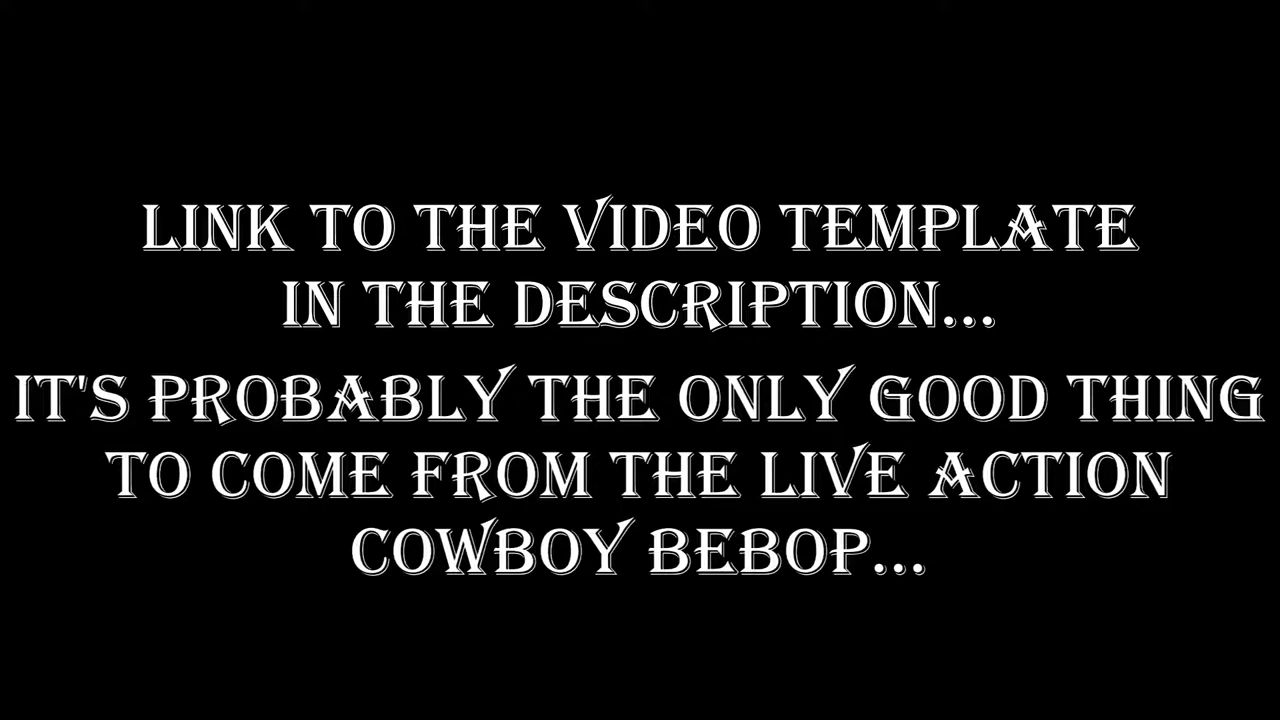 LINK TO THE VIDEO TEMPLATE
IN THE DESCRIPTION...
IT'S PROBABLY THE ONLY GOOD THING
TO COME FROM THE LIVE ACTION
COWBOY BEBOP...